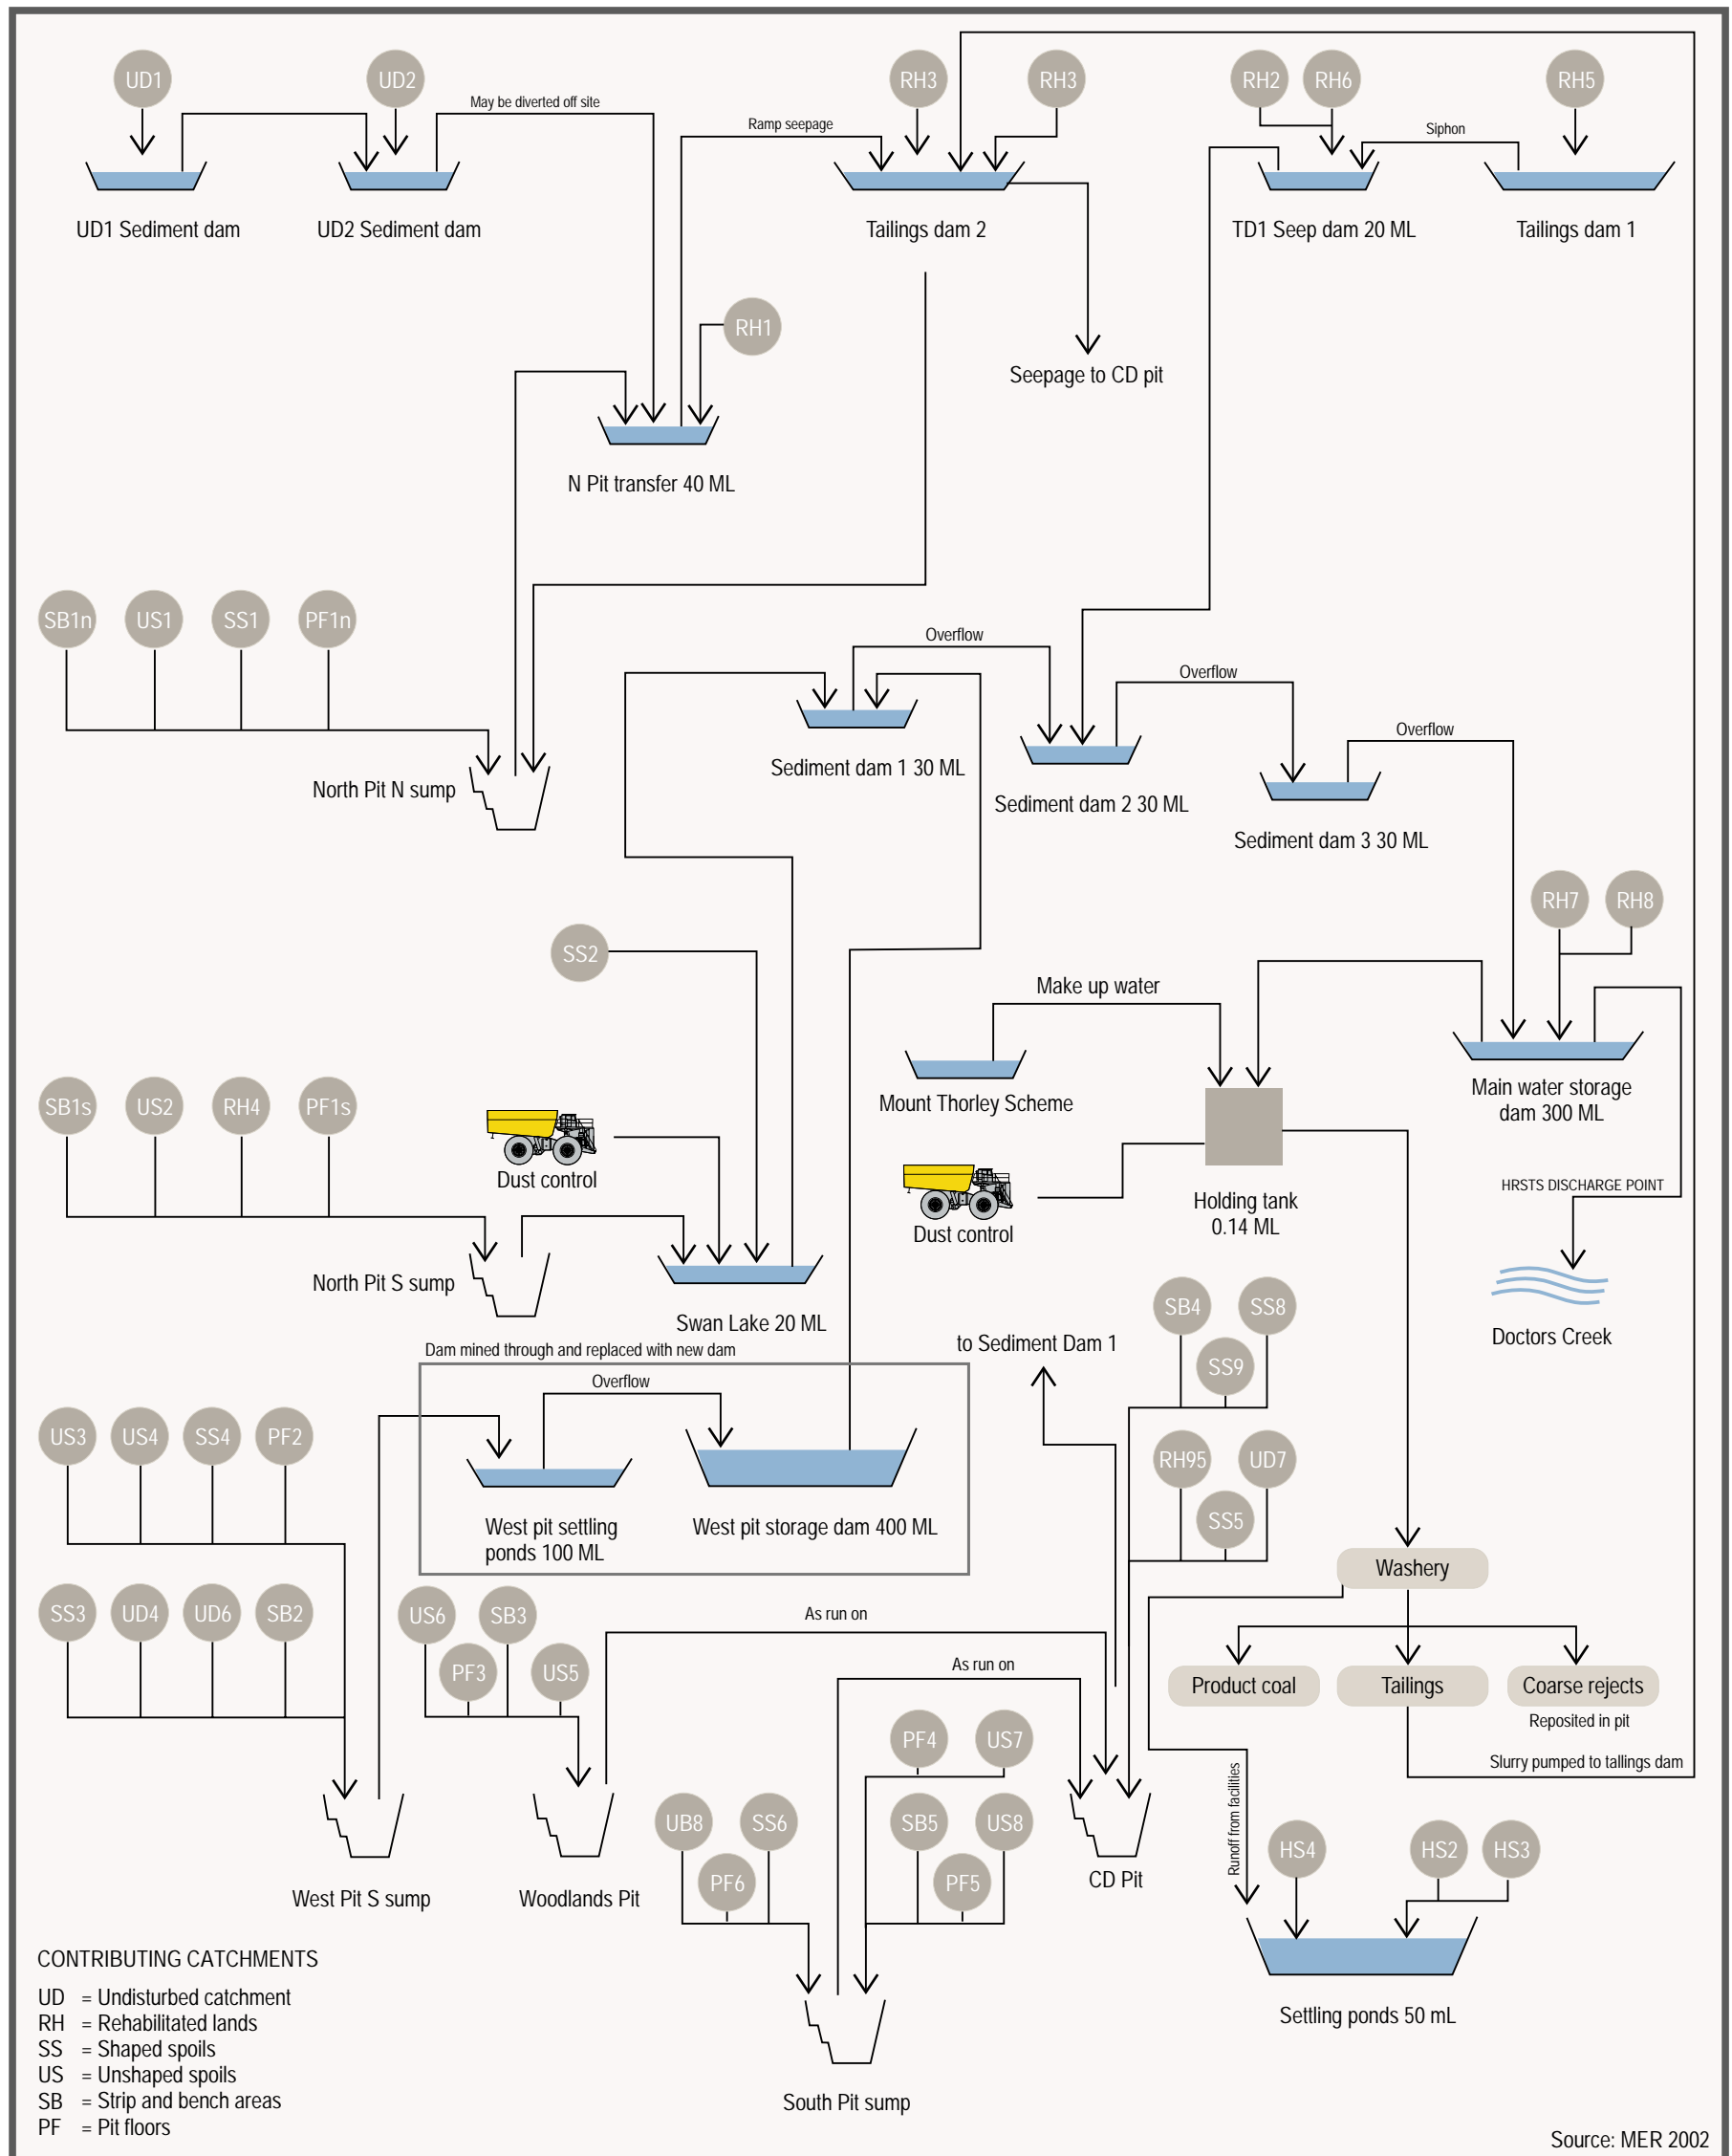 UD1
UD2
RH3
RH3
RH2
RH6
RH5
May be diverted off site
Ramp seepage
Siphon
UD1 Sediment dam
UD2 Sediment dam
Tailings dam 2
TD1 Seep dam 20 ML
Tailings dam 1
RH1
Seepage to CD pit
N Pit transfer 40 ML
SB1n
US1
SS1
PF1n
Overflow
Overflow
Overflow
North Pit N sump
Sediment dam 1 30 ML
Sediment dam 2 30 ML
Sediment dam 3 30 ML
RH7
RH8
SS2
Make up water
Mount Thorley Scheme
Main water storage
dam 300 ML
SB1s
US2
RH4
PF1s
Dust control
Dust control
Holding tank
0.14 ML
HRSTS DISCHARGE POINT
North Pit S sump
Swan Lake 20 ML
Doctors Creek
SB4
SS8
SS9
to Sediment Dam 1
Dam mined through and replaced with new dam
Overflow
US3
US4
SS4
PF2
RH95
UD7
SS5
West pit settling
ponds 100 ML
West pit storage dam 400 ML
Washery
SS3
UD4
UD6
SB2
US6
SB3
PF3
US5
As run on
As run on
Product coal
Tailings
Coarse rejects
Reposited in pit
Slurry pumped to tallings dam
PF4
US7
Runoff from facilities
UB8
SS6
PF6
SB5
US8
PF5
HS4
HS2
HS3
West Pit S sump
Woodlands Pit
CD Pit
Settling ponds 50 mL
South Pit sump
CONTRIBUTING CATCHMENTS
UD = Undisturbed catchment
RH = Rehabilitated lands
SS = Shaped spoils
US = Unshaped spoils
SB = Strip and bench areas
PF = Pit floors
Source: MER 2002